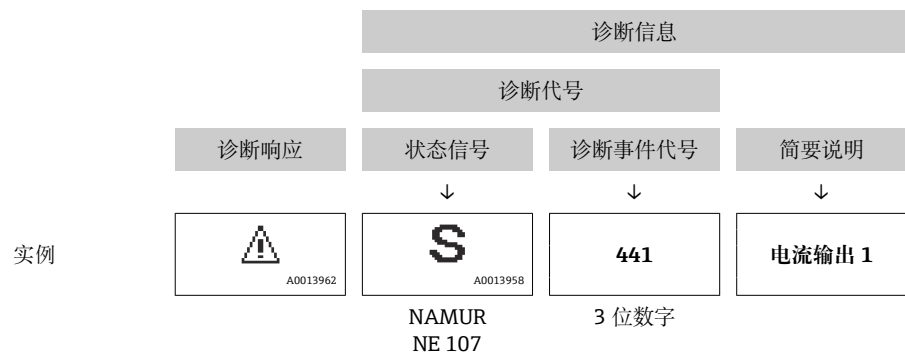 诊断信息
诊断代号
诊断响应 状态信号 诊断事件代号 简要说明
↓ ↓ ↓
实例 ⚠ S 441 电流输出 1
A0013962 A0013958
NAMUR 3 位数字
NE 107